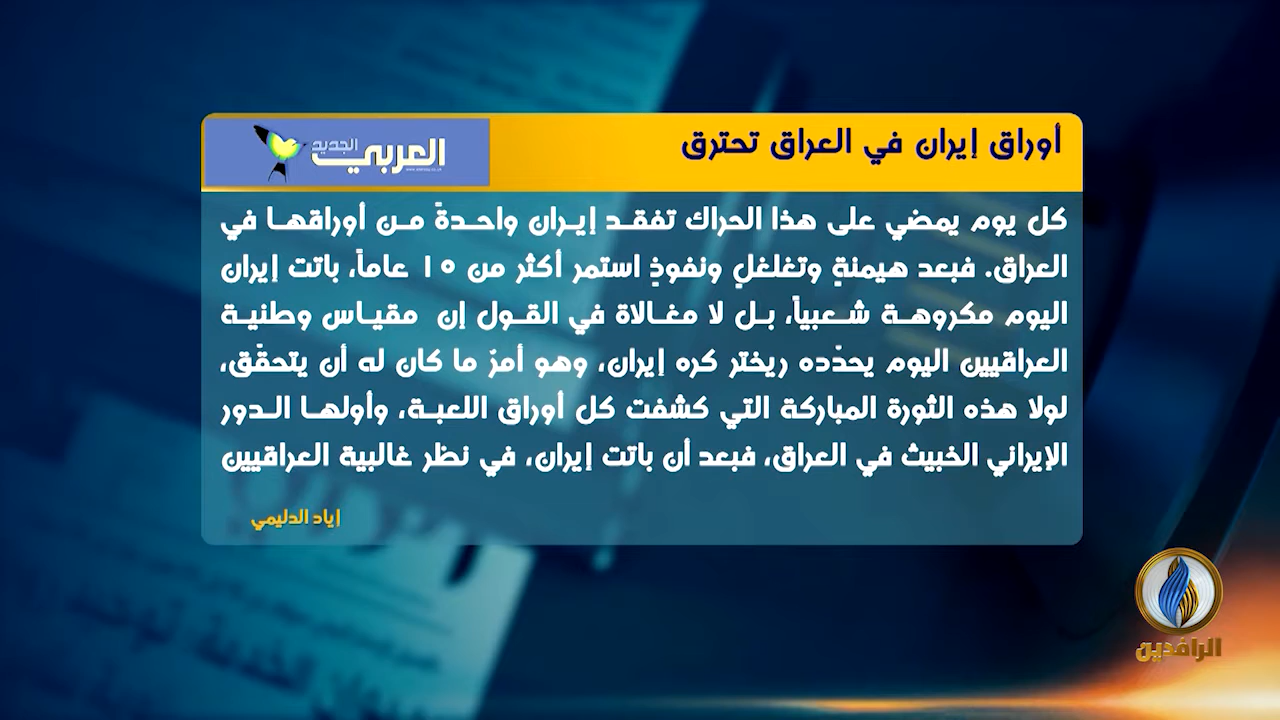 أوراق إيران في العراق تحترق
العربي الجديد
كل يوم يمضي على هذا الحراك تفقد إيران واحدةً من أوراقها في
العراق. فبعد هيمنةٍ وتغلغلٍ ونفوذٍ استمر أكثر من ١٥ عاماً، باتت إيران
اليوم مكروهة شعبياً، بل لا مغالاة في القول إن مقياس وطنية
العراقيين اليوم يحدّده ريختر كره إيران، وهو أمرٌ ما كان له أن يتحقّق،
لولا هذه الثورة المباركة التي كشفت كل أوراق اللعبة، وأولها الدور
الإيراني الخبيث في العراق، فبعد أن باتت إيران، في نظر غالبية العراقيين
إياد الدليمي
الرافدين